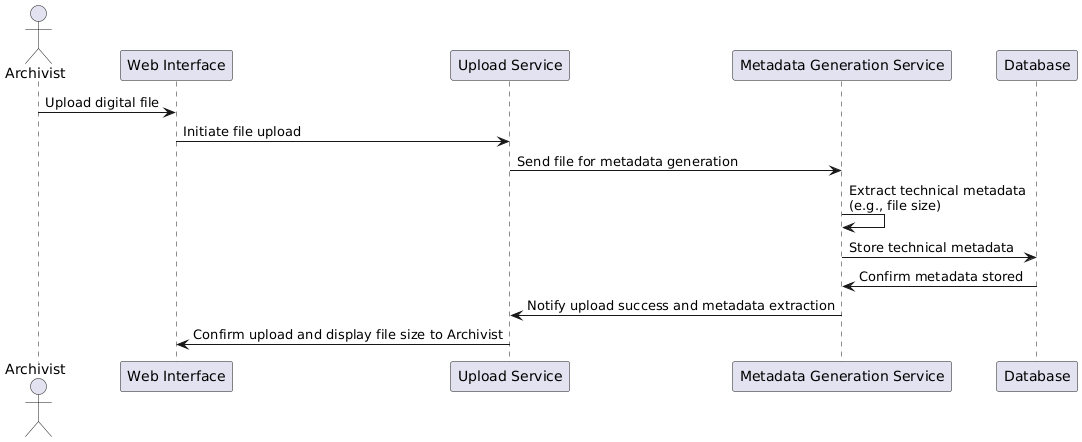 Archivist
Web Interface
Upload Service
Metadata Generation Service
Database
Upload digital file
Initiate file upload
Send file for metadata generation
Extract technical metadata
(e.g., file size)
Store technical metadata
Confirm metadata stored
Notify upload success and metadata extraction
Confirm upload and display file size to Archivist
Archivist
Web Interface
Upload Service
Metadata Generation Service
Database